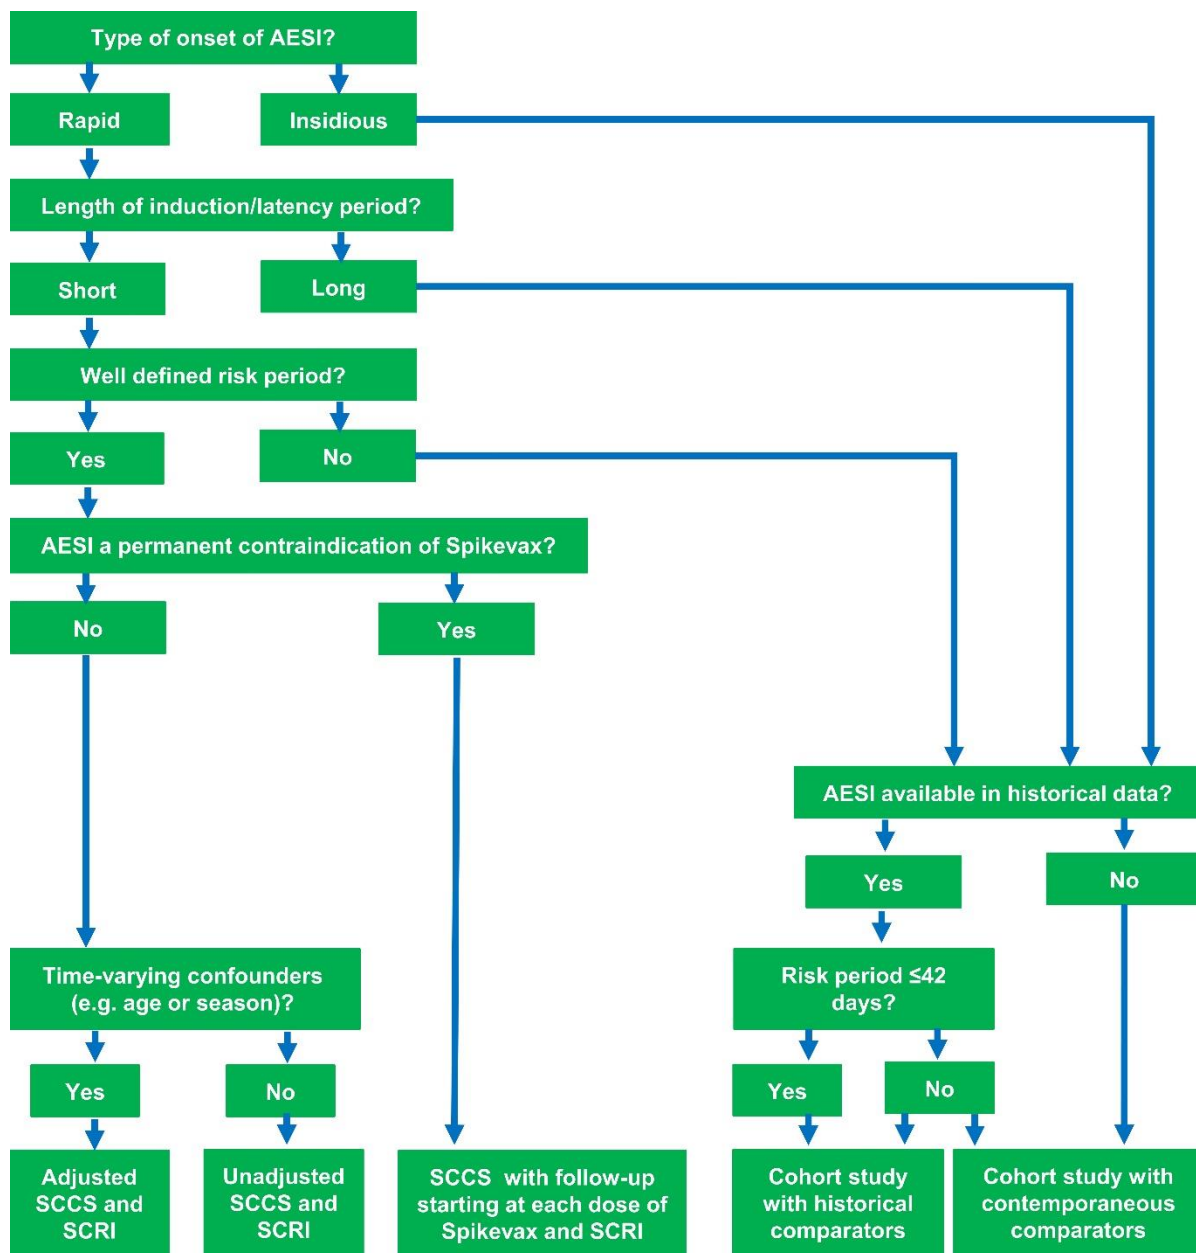 Type of onset of AESI?
Rapid
Insidious
Length of induction/latency period?
Short
Long
Well defined risk period?
Yes
No
AESI a permanent contraindication of Spikevax?
No
Yes
AESI available in historical data?
Yes
No
Time-varying confounders
(e.g. age or season)?
Risk period ≤42
days?
Yes
No
Yes
No
Adjusted
SCCS and
SCRI
Unadjusted
SCCS and
SCRI
SCCS with follow-up
starting at each dose of
Spikevax and SCRI
Cohort study
with historical
comparators
Cohort study with
contemporaneous
comparators